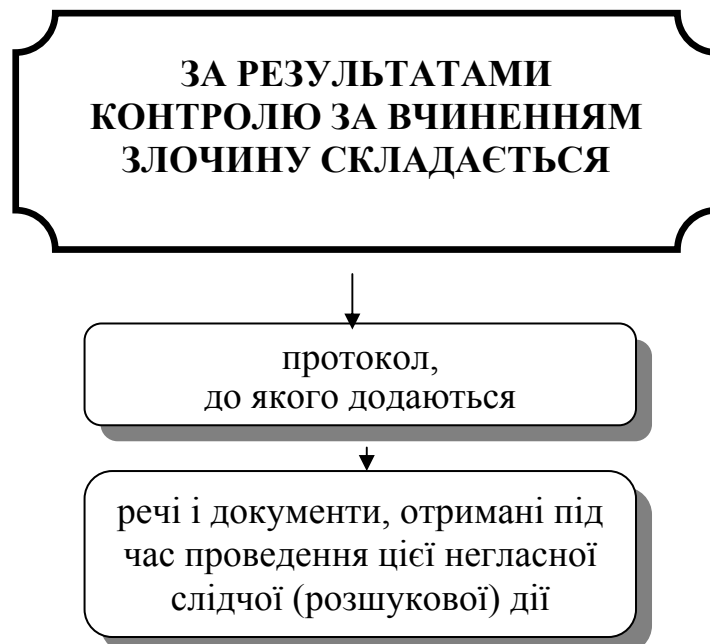 ЗА РЕЗУЛЬТАТАМИ
КОНТРОЛЮ ЗА ВЧИНЕННЯМ
ЗЛОЧИНУ СКЛАДАЄТЬСЯ
протокол,
до якого додаються
речі і документи, отримані під
час проведення цієї негласної
слідчої (розшукової) дії